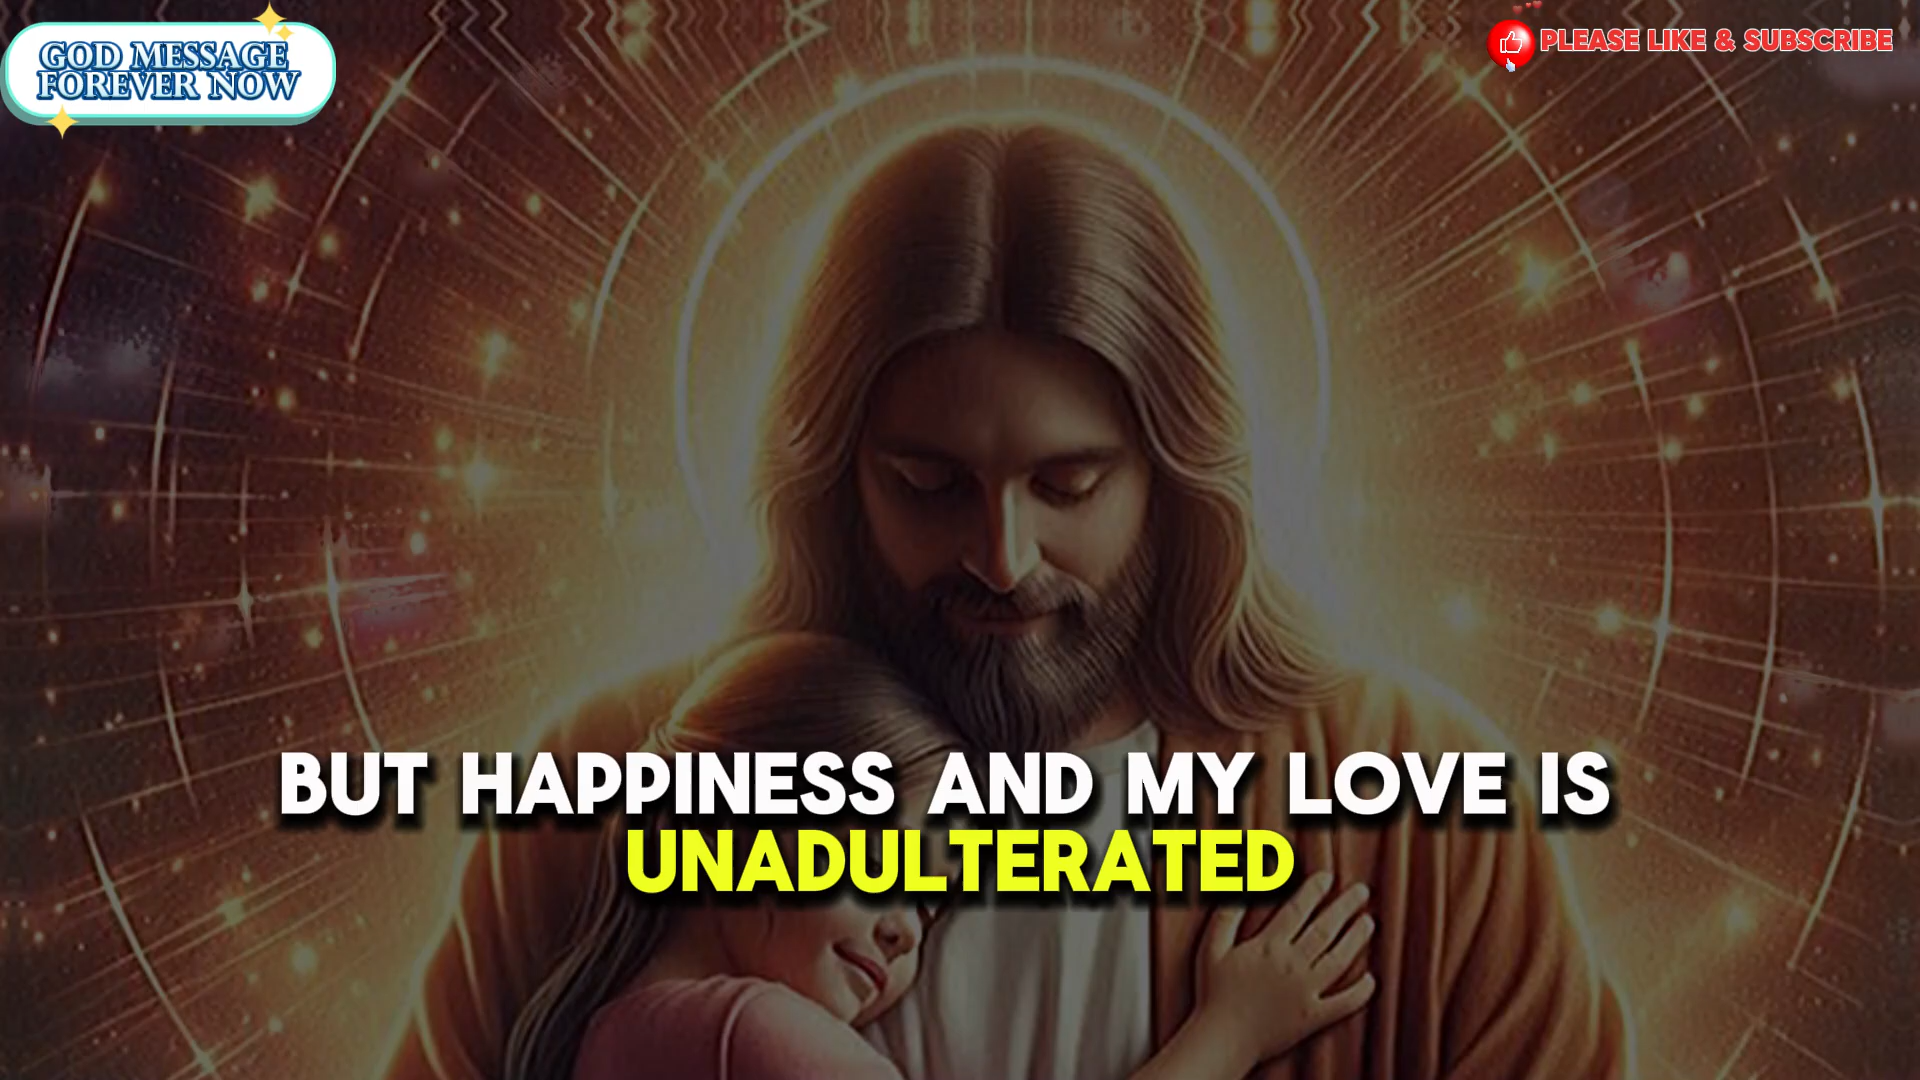 GOD MESSAGE
FOREVER NOW
PLEASE LIKE & SUBSCRIBE
BUT HAPPINESS AND MY LOVE IS
UNADULTERATED